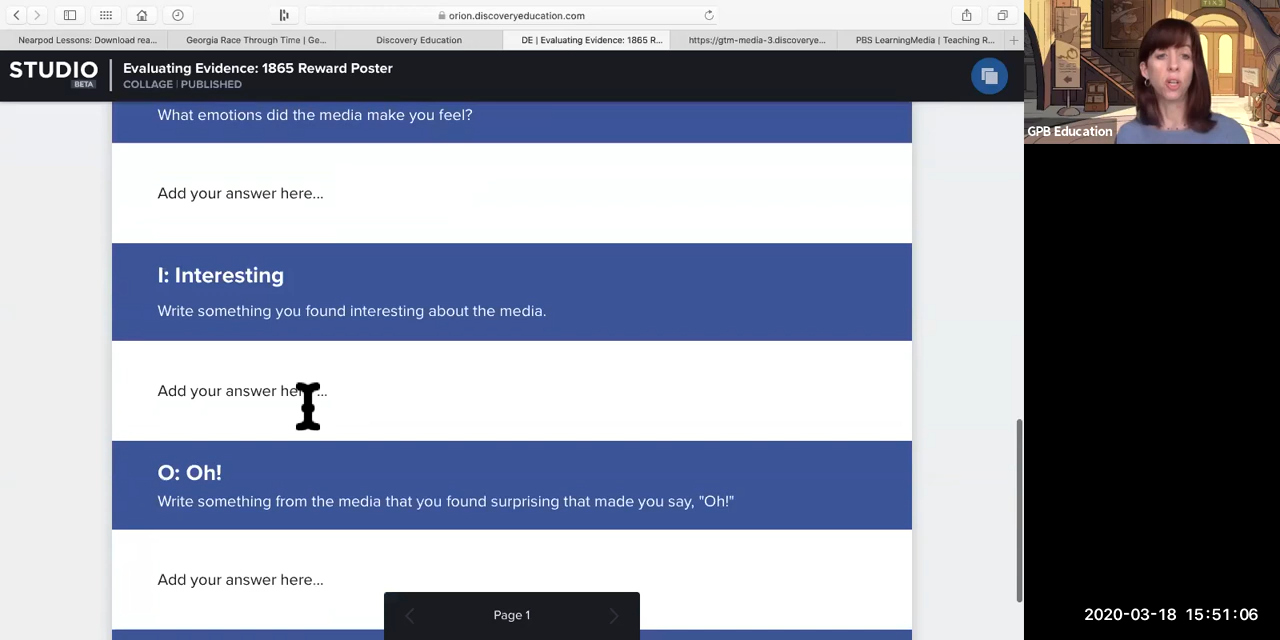 orion.discoveryeducation.com
Nearpod Lessons: Download rea...
Georgia Race Through Time | Ge...
Discovery Education
DE | Evaluating Evidence: 1865 R...
https://gtm-media-3.discoverye...
PBS LearningMedia | Teaching R...
STUDIO
BETA
Evaluating Evidence: 1865 Reward Poster
COLLAGE | PUBLISHED
GPB Education
What emotions did the media make you feel?
Add your answer here...
I: Interesting
Write something you found interesting about the media.
Add your answer here...
O: Oh!
Write something from the media that you found surprising that made you say, "Oh!"
Add your answer here...
Page 1
2020-03-18 15:51:06